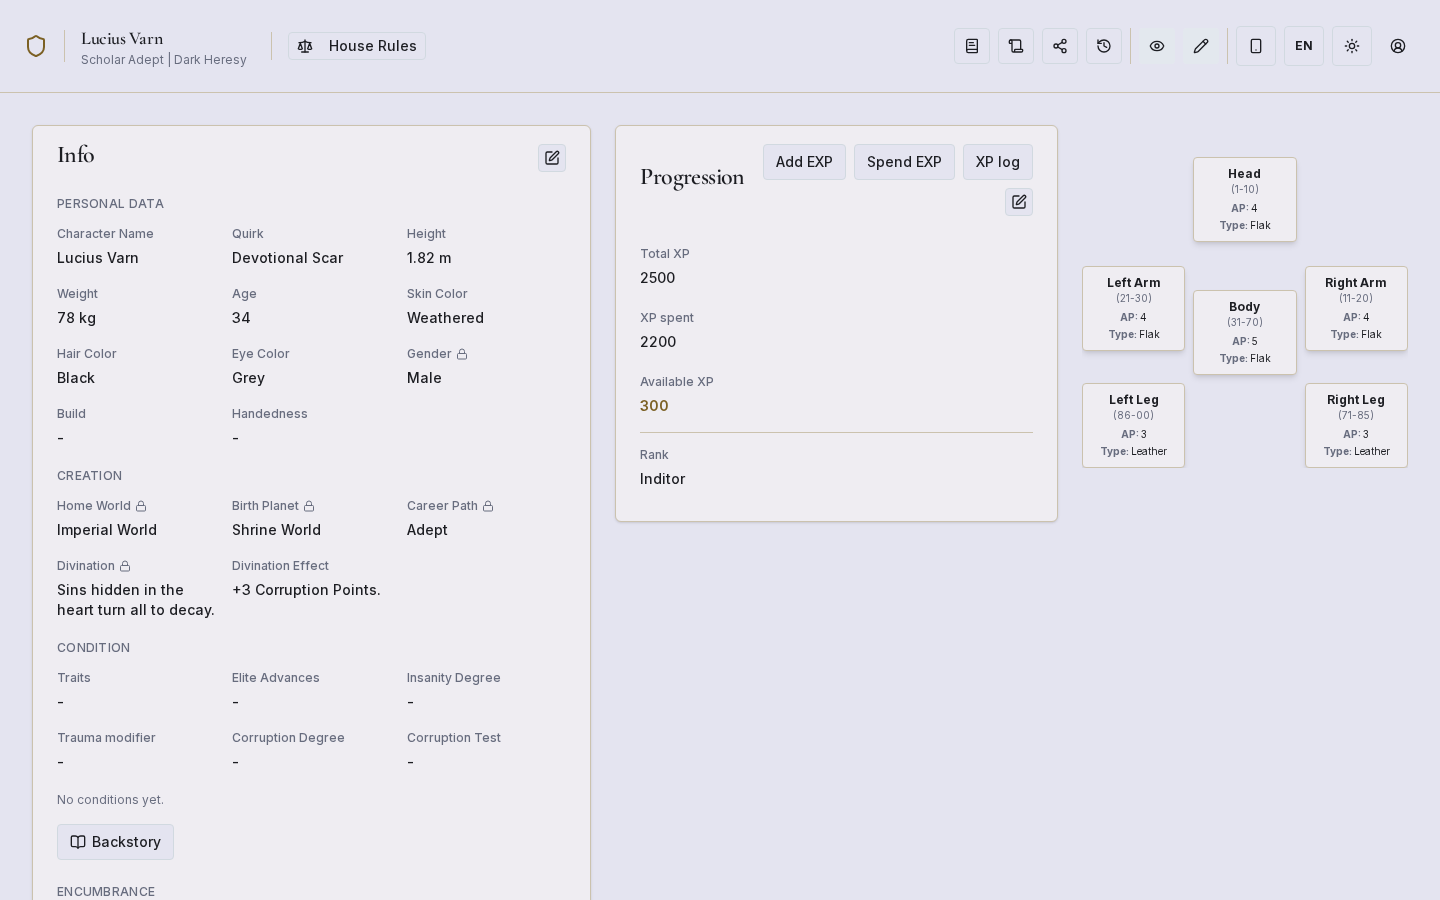 Lucius Varn
Scholar Adept | Dark Heresy
House Rules
EN
Info
PERSONAL DATA
Character Name
Lucius Varn
Quirk
Devotional Scar
Height
1.82 m
Weight
78 kg
Age
34
Skin Color
Weathered
Hair Color
Black
Eye Color
Grey
Gender
Male
Build
-
Handedness
-
CREATION
Home World
Imperial World
Birth Planet
Shrine World
Career Path
Adept
Divination
Sins hidden in the
heart turn all to decay.
Divination Effect
+3 Corruption Points.
CONDITION
Traits
-
Elite Advances
-
Insanity Degree
-
Trauma modifier
-
Corruption Degree
-
Corruption Test
-
No conditions yet.
Backstory
ENCUMBRANCE
Progression
Add EXP
Spend EXP
XP log
Total XP
2500
XP spent
2200
Available XP
300
Rank
Inditor
Head
(1-10)
AP: 4
Type: Flak
Left Arm
(21-30)
AP: 4
Type: Flak
Body
(31-70)
AP: 5
Type: Flak
Right Arm
(11-20)
AP: 4
Type: Flak
Left Leg
(86-00)
AP: 3
Type: Leather
Right Leg
(71-85)
AP: 3
Type: Leather